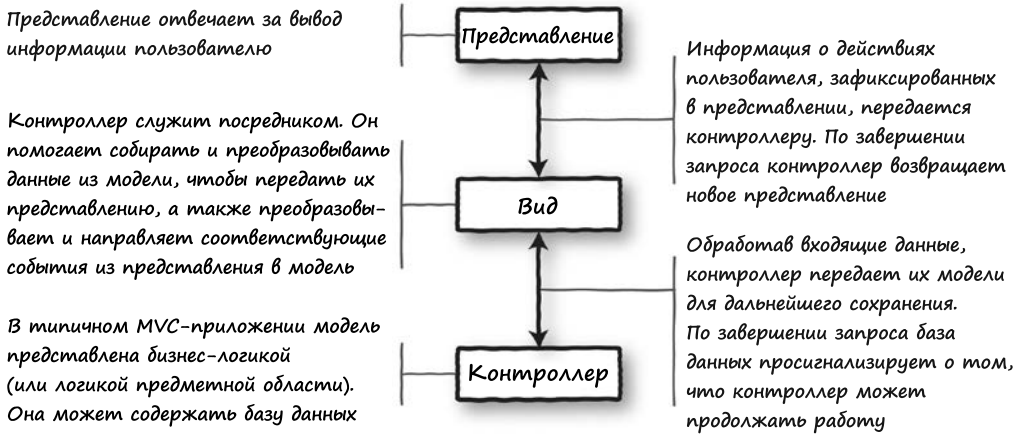 Представление отвечает за вывод
информации пользователю
Представление
Информация о действиях
пользователя, зафиксированных
в представлении, передается
контроллеру. По завершении
запроса контроллер возвращает
новое представление
Контроллер служит посредником. Он
помогает собирать и преобразовывать
данные из модели, чтобы передать их
представлению, а также преобразовы-
вает и направляет соответствующие
события из представления в модель
Вид
Обработав входящие данные,
контроллер передает их модели
для дальнейшего сохранения.
По завершении запроса база
данных просигнализирует о том,
что контроллер может
продолжать работу
В типичном MVC-приложении модель
представлена бизнес-логикой
(или логикой предметной области).
Она может содержать базу данных
Контроллер